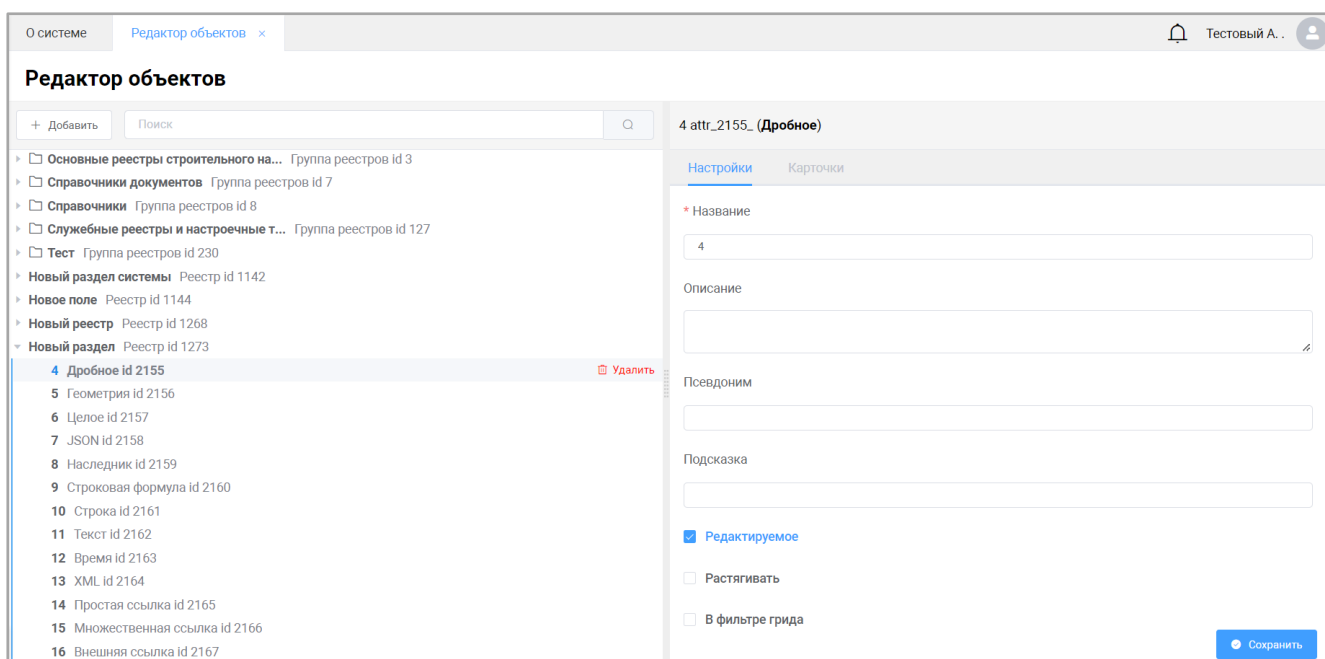 О системе
Редактор объектов ×
Тестовый А. .
Редактор объектов
+ Добавить
Поиск
Основные реестры строительного на... Группа реестров id 3
Справочники документов Группа реестров id 7
Справочники Группа реестров id 8
Служебные реестры и настроечные т... Группа реестров id 127
Тест Группа реестров id 230
Новый раздел системы Реестр id 1142
Новое поле Реестр id 1144
Новый реестр Реестр id 1268
Новый раздел Реестр id 1273
4 Дробное id 2155 Удалить
5 Геометрия id 2156
6 Целое id 2157
7 JSON id 2158
8 Наследник id 2159
9 Строковая формула id 2160
10 Строка id 2161
11 Текст id 2162
12 Время id 2163
13 XML id 2164
14 Простая ссылка id 2165
15 Множественная ссылка id 2166
16 Внешняя ссылка id 2167
4 attr_2155_ (Дробное)
Настройки Карточки
* Название
4
Описание
Псевдоним
Подсказка
Редактируемое
Растягивать
В фильтре грида
Сохранить